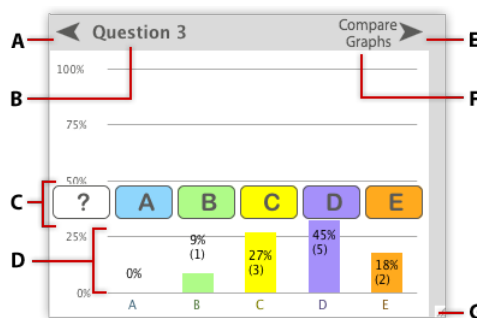 A
Question 3
Compare
Graphs
E
B
F
100%
75%
50%
C
?
A
B
C
D
E
25%
D
0%
9%
(1)
27%
(3)
45%
(5)
18%
(2)
0%
A
B
C
D
E